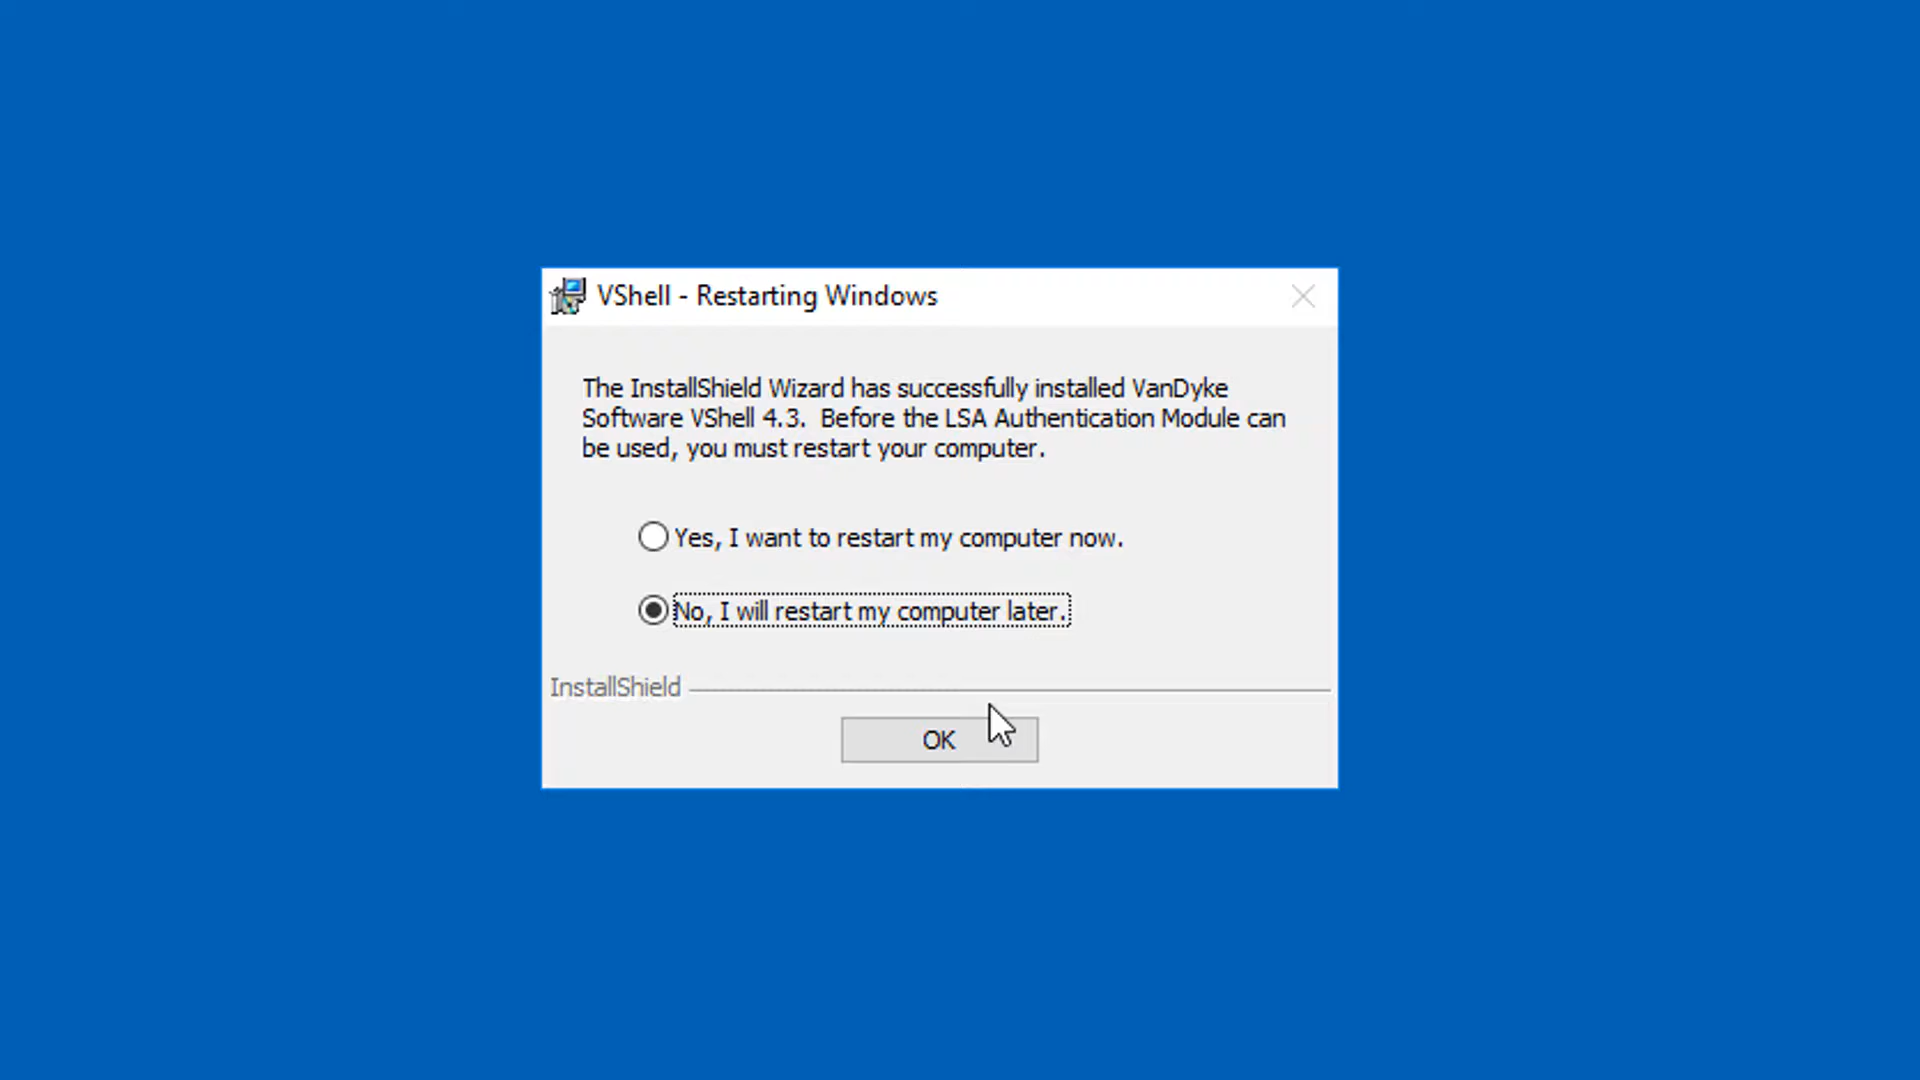 VShell - Restarting Windows
The InstallShield Wizard has successfully installed VanDyke
Software VShell 4.3.  Before the LSA Authentication Module can
be used, you must restart your computer.
Yes, I want to restart my computer now.
No, I will restart my computer later.
InstallShield
OK